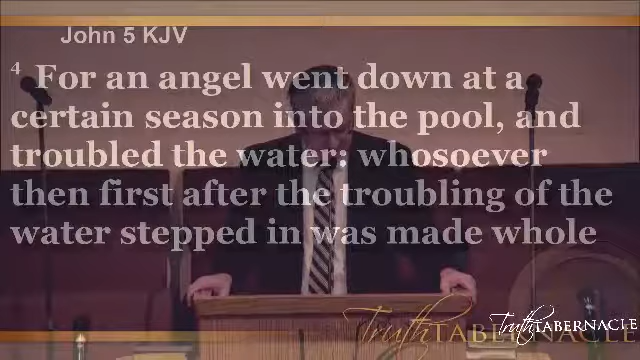 John 5 KJV
4 For an angel went down at a
certain season into the pool, and
troubled the water: whosoever
then first after the troubling of the
water stepped in was made whole
Truth TABERNACLE
Truth TABERNACLE